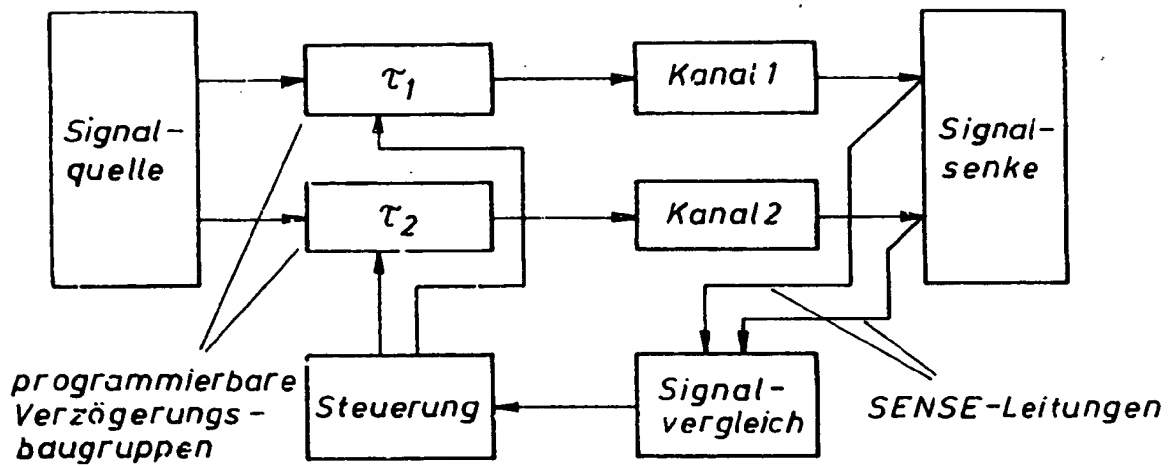 Signal-
quelle
τ1
Kanal 1
Signal-
senke
τ2
Kanal 2
programmierbare
Verzögerungs-
baugruppen
Steuerung
Signal-
vergleich
SENSE-Leitungen